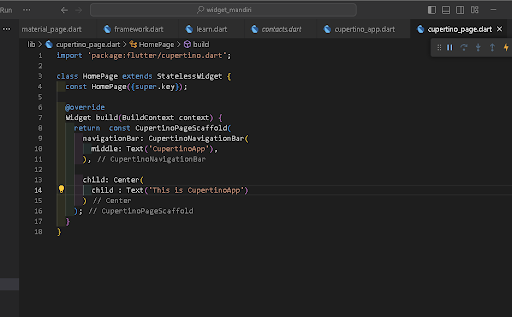 Run
widget_mandiri
material_page.dart framework.dart learn.dart contacts.dart cupertino_app.dart cupertino_page.dart
lib > cupertino_page.dart > HomePage > build
1 import 'package:flutter/cupertino.dart';
2
3 class HomePage extends StatelessWidget {
4 const HomePage({super.key});
5
6 @override
7 Widget build(BuildContext context) {
8 return const CupertinoPageScaffold(
9 navigationBar: CupertinoNavigationBar(
10 middle: Text('CupertinoApp'),
11 ), // CupertinoNavigationBar
12
13 child: Center(
14 child : Text('This is CupertinoApp')
15 ) // Center
16 ); // CupertinoPageScaffold
17 }
18 }